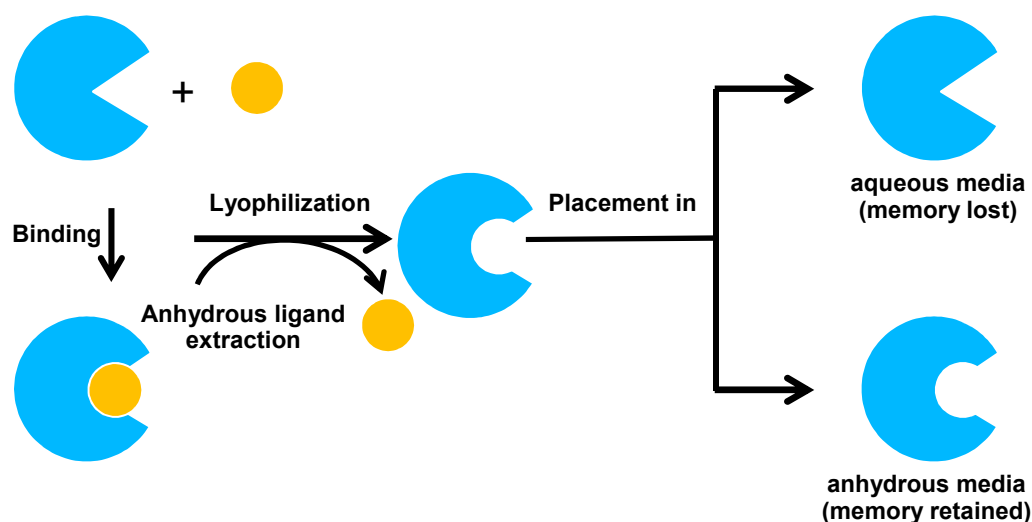 +
Binding
Lyophilization
Anhydrous ligand
extraction
Placement in
aqueous media
(memory lost)
anhydrous media
(memory retained)